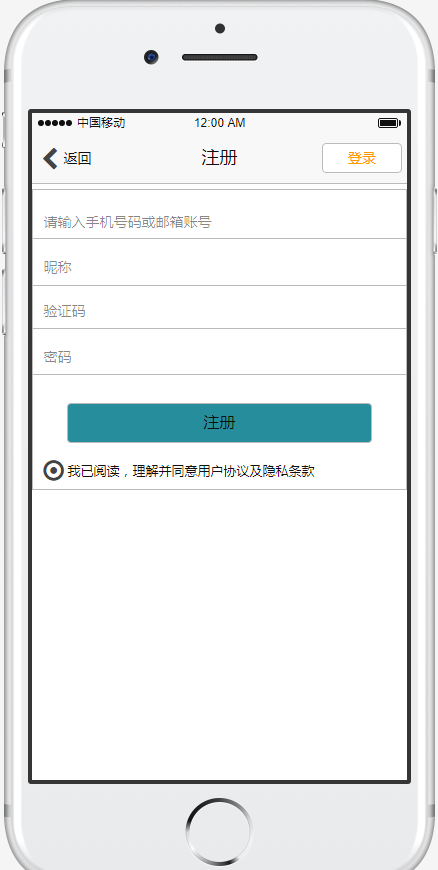 中国移动 12:00 AM
返回 注册 登录
请输入手机号码或邮箱账号
昵称
验证码
密码
注册
我已阅读，理解并同意用户协议及隐私条款